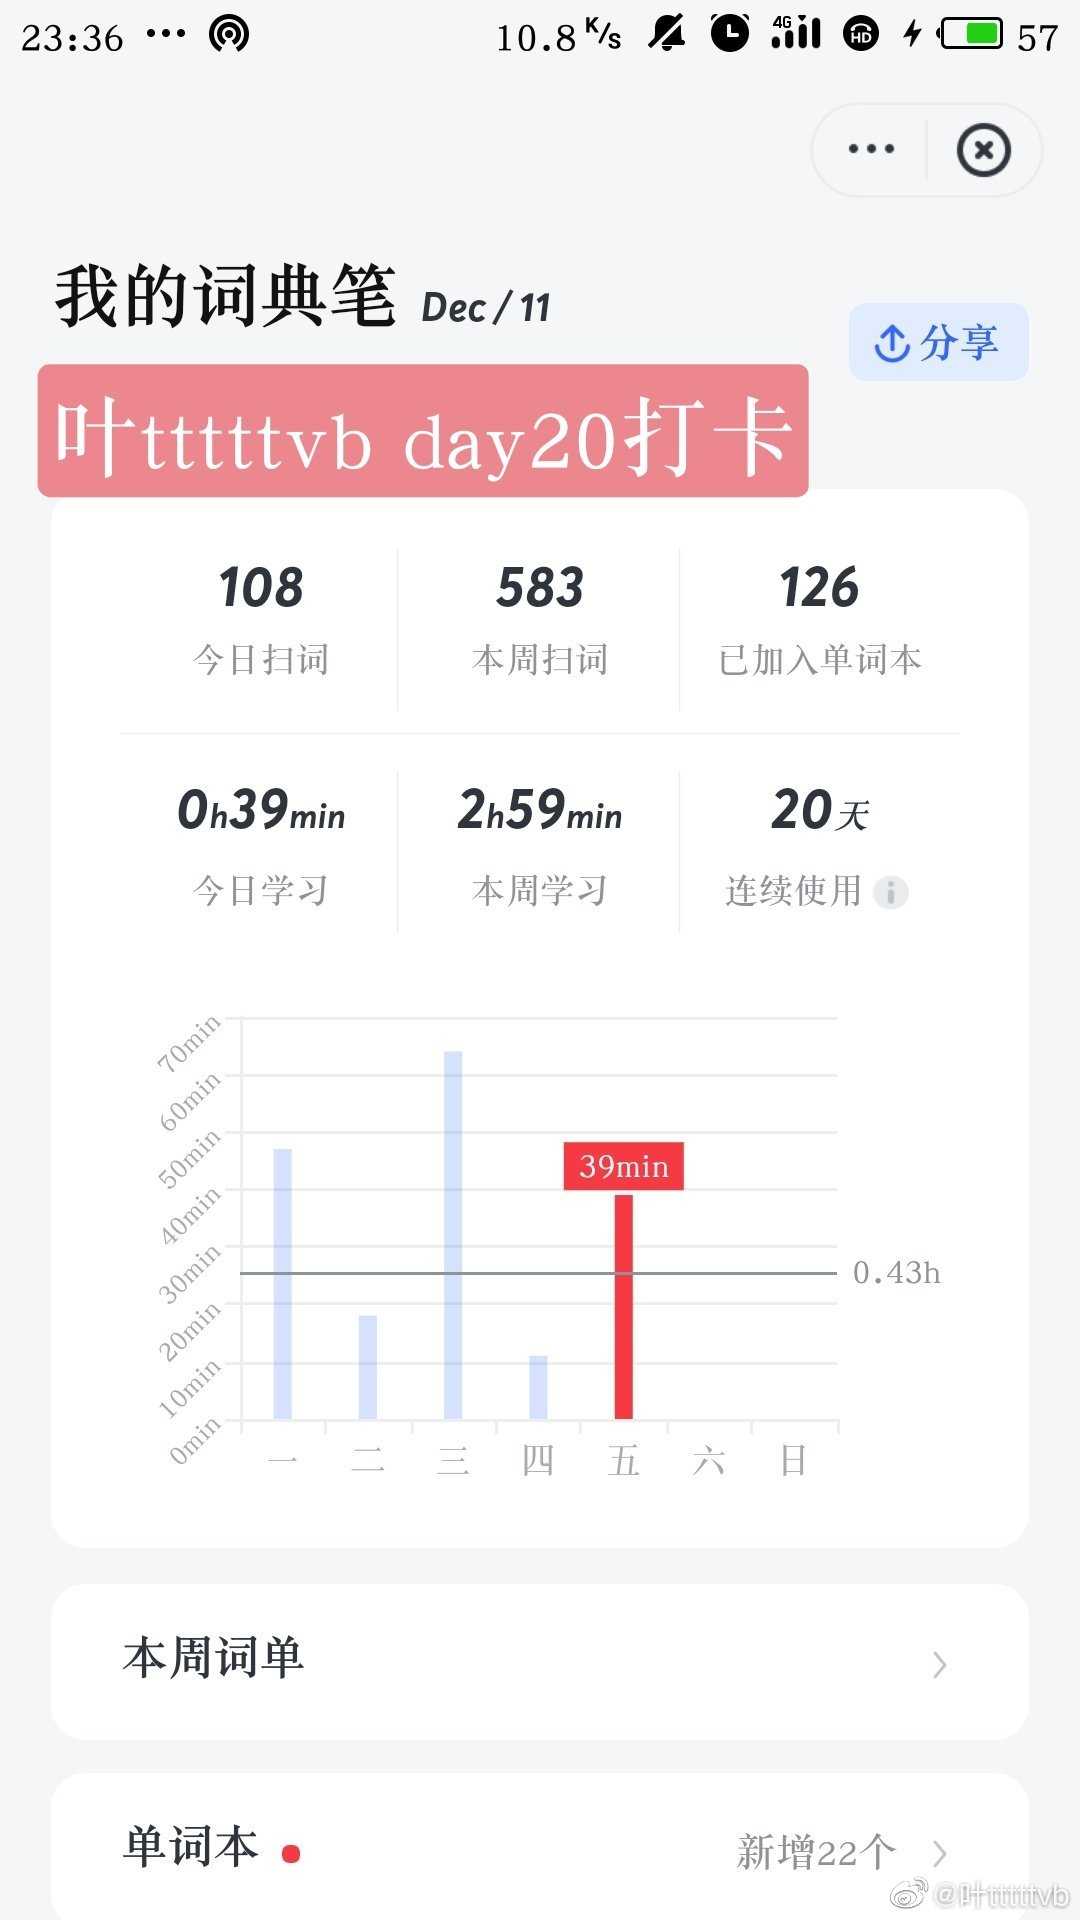 23:36 ... 10.8 K/s 4G HD 57
我的词典笔 Dec / 11
分享
叶tttttvb day20打卡
108 583 126
今日扫词 本周扫词 已加入单词本
0h39min 2h59min 20天
今日学习 本周学习 连续使用
70min
60min
50min
39min
40min
30min
0.43h
20min
10min
0min
一 二 三 四 五 六 日
本周词单
单词本 新增22个
@叶tttttvb